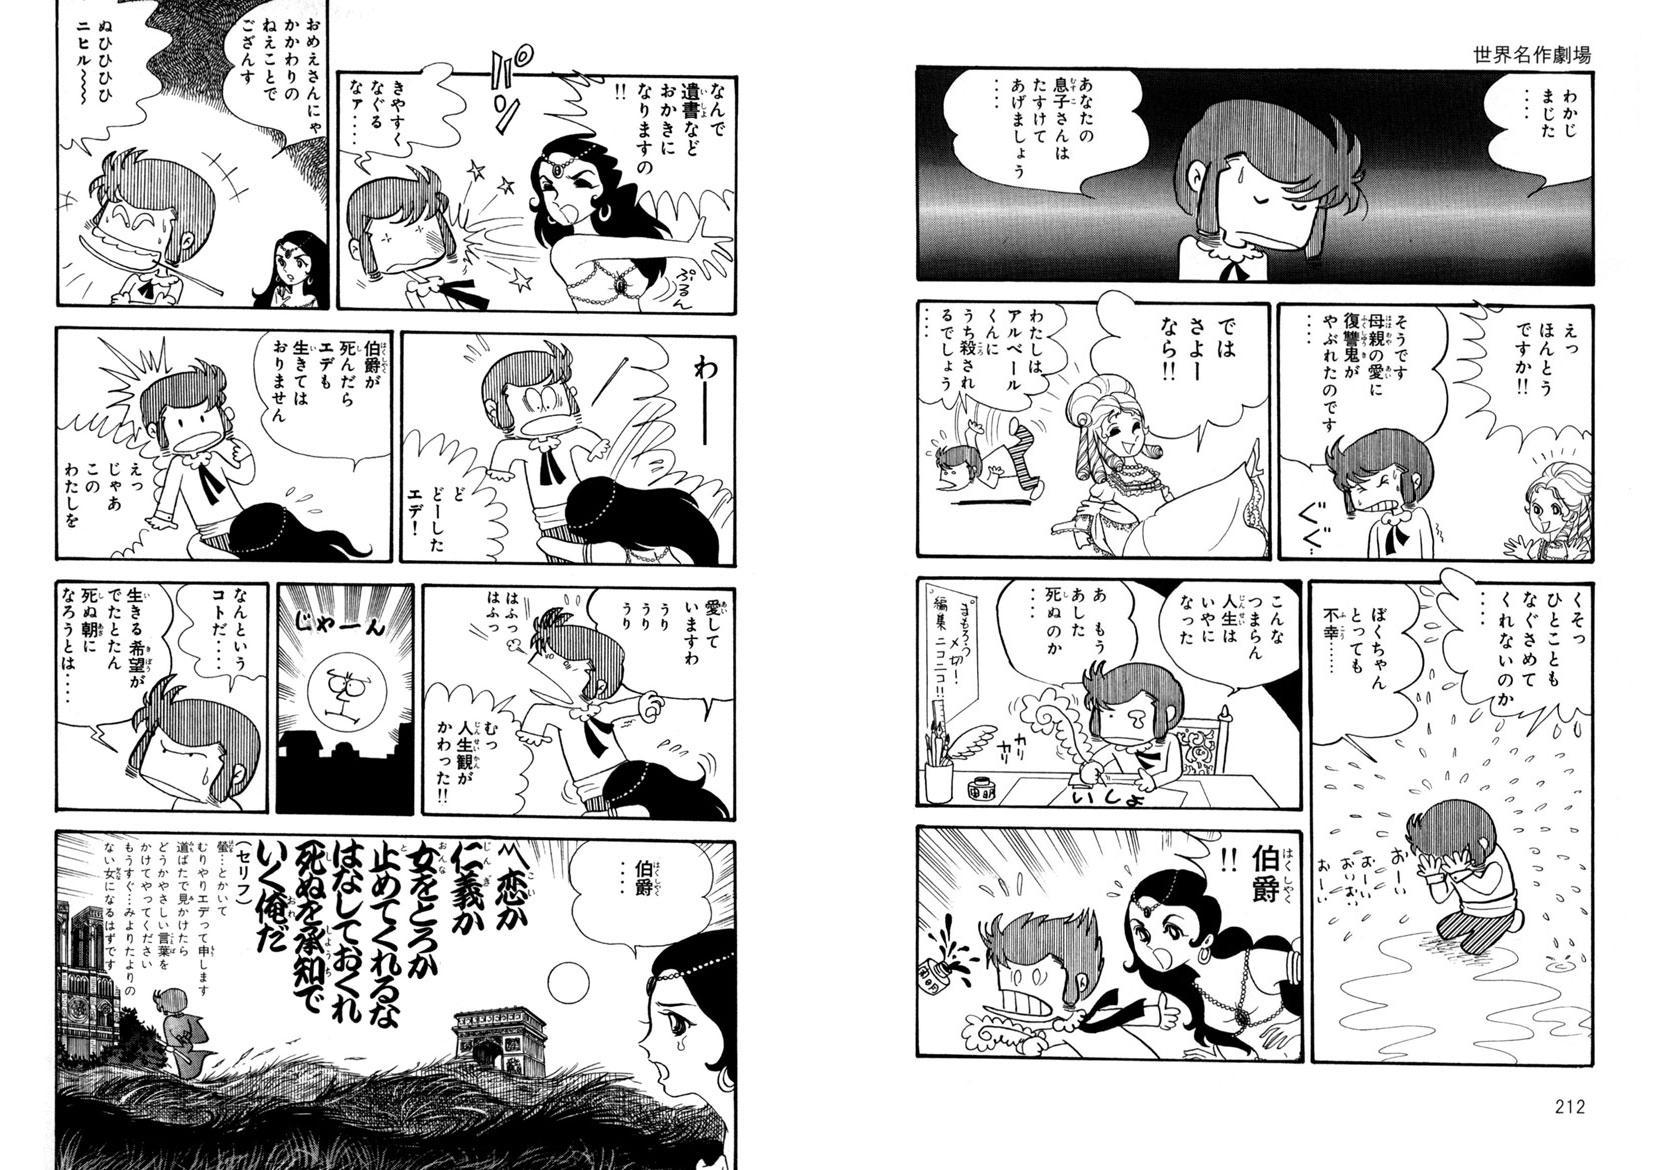 世界名作劇場
わかじ
まじた
‥‥
あなたの
息子さんは
たすけて
あげましょう
‥‥
えっ
ほんとう
ですか!!
そうです
母親の愛に
復讐鬼が
やぶれたのです
‥‥
ぐぐ‥
では
さよー
なら!!
わたしは
アルベール
くんに
うち殺され
るでしょう
‥‥
くそっ
ひとことも
なぐさめて
くれないのか
‥‥
ぼくちゃん
とっても
不幸……
おーい
おいおい
おーい
こんな
つまらん
人生は
いやに
なった
あ もう
あした
死ぬのか
‥‥
まもろう
〆切ー!
編集 ニコニコ!!
カリ
カリ
いしょ
伯爵
!!
212
なんで
遺書など
おかきに
なりますの
!!
パン
きやすく
なぐる
なァ‥‥
ぷるん
おめえさんにゃ
かかわりの
ねえことで
ござんす
ぬひひひひ
ニヒル~~~
わー
どーした
エデ!
伯爵が
死んだら
エデも
生きては
おりません
えっ
じゃあ
この
わたしを
愛して
いますわ
うり
うり
うり
はふっ
はふっ
むっ
人生観が
かわった!!
じゃーん
なんという
コトだ‥‥
生きる希望が
でたとたん
死ぬ朝に
なろうとは‥‥
伯爵
‥‥
〽恋か
仁義か
女をとろか
止めてくれるな
はなしておくれ
死ぬを承知で
いく俺だ
(セリフ)
螢…とかいて
むりやりエデって申します
道ばたで見かけたら
どうかやさしい言葉を
かけてやってください
もうすぐ…みよりたよりの
ない女になるはずです